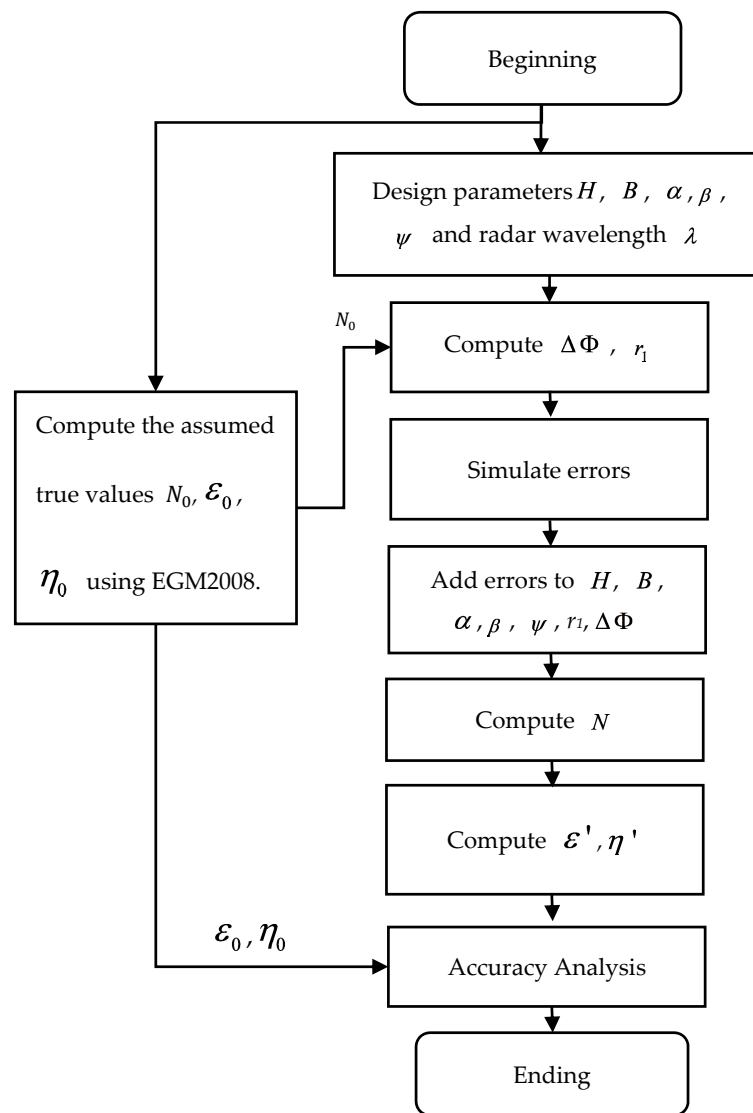 Beginning
Design parameters H, B, α, β,
ψ and radar wavelength λ
N₀
Compute ΔΦ, r₁
Compute the assumed
true values N₀, ε₀,
η₀ using EGM2008.
Simulate errors
Add errors to H, B,
α, β, ψ, r₁, ΔΦ
Compute N
Compute ε', η'
ε₀, η₀
Accuracy Analysis
Ending